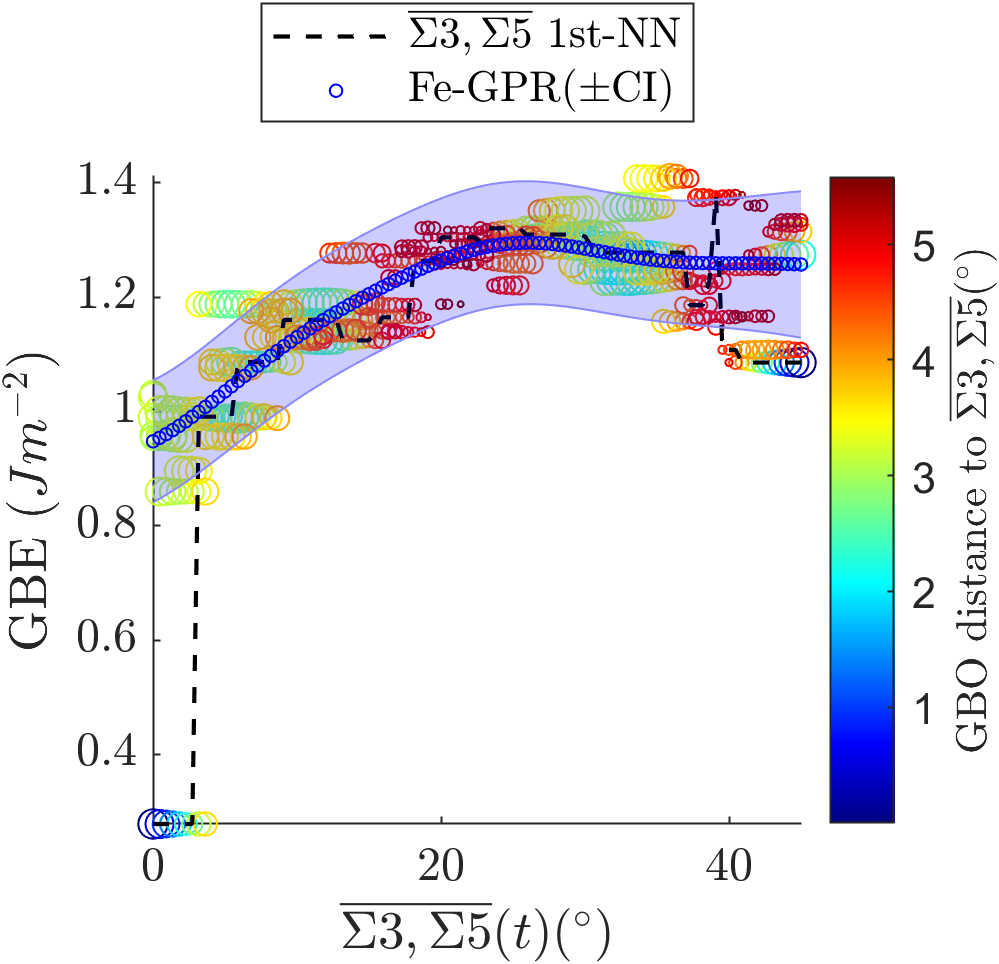 Σ3, Σ5 1st-NN
Fe-GPR(±CI)
GBE (Jm⁻²)
1.4
1.2
1
0.8
0.6
0.4
0
20
40
Σ3, Σ5(t)(°)
5
4
3
2
1
GBO distance to Σ3, Σ5(°)